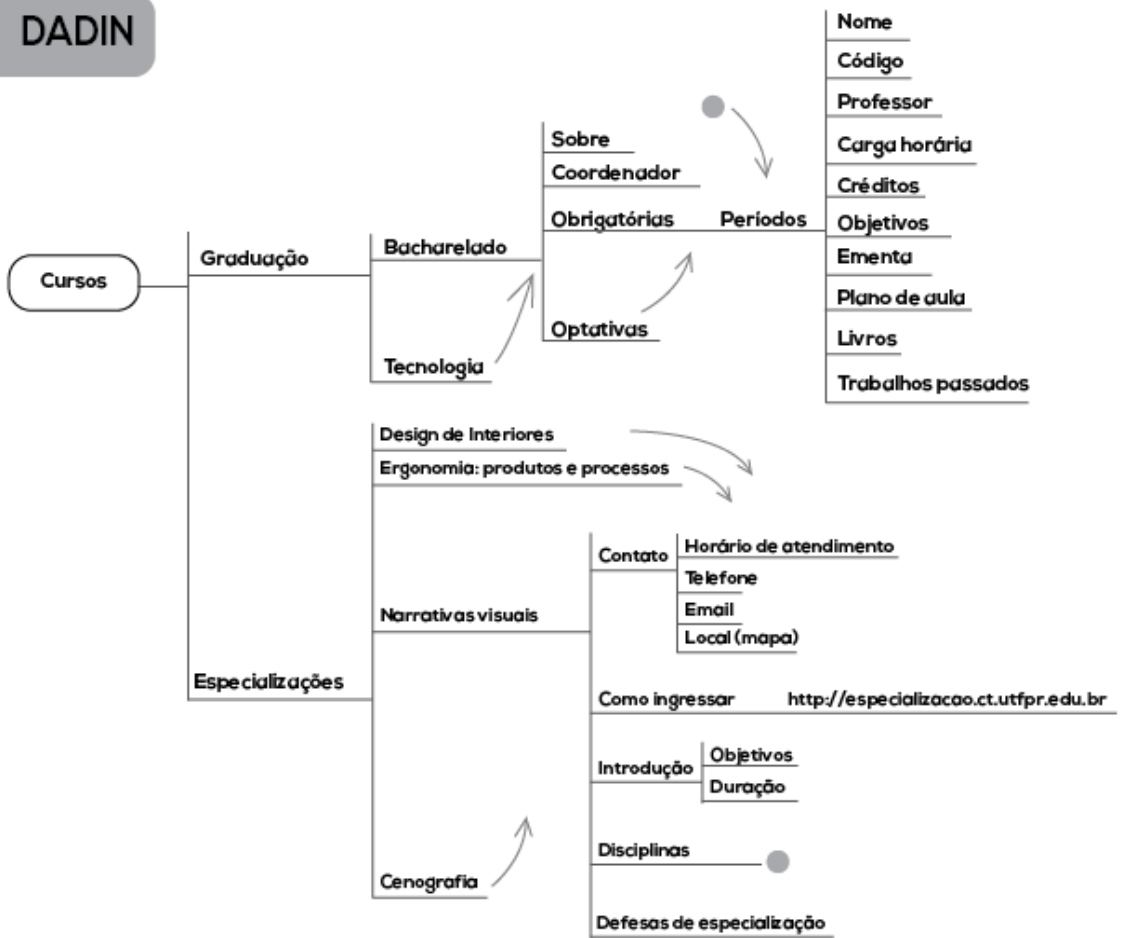 DADIN
Cursos
Graduação
Bacharelado
Sobre
Coordenador
Obrigatórias
Períodos
Nome
Código
Professor
Carga horária
Créditos
Objetivos
Ementa
Plano de aula
Livros
Trabalhos passados
Optativas
Tecnologia
Especializações
Design de Interiores
Ergonomia: produtos e processos
Narrativas visuais
Contato
Horário de atendimento
Telefone
Email
Local (mapa)
Como ingressar
http://especializacao.ct.utfpr.edu.br
Introdução
Objetivos
Duração
Disciplinas
Defesas de especialização
Cenografia